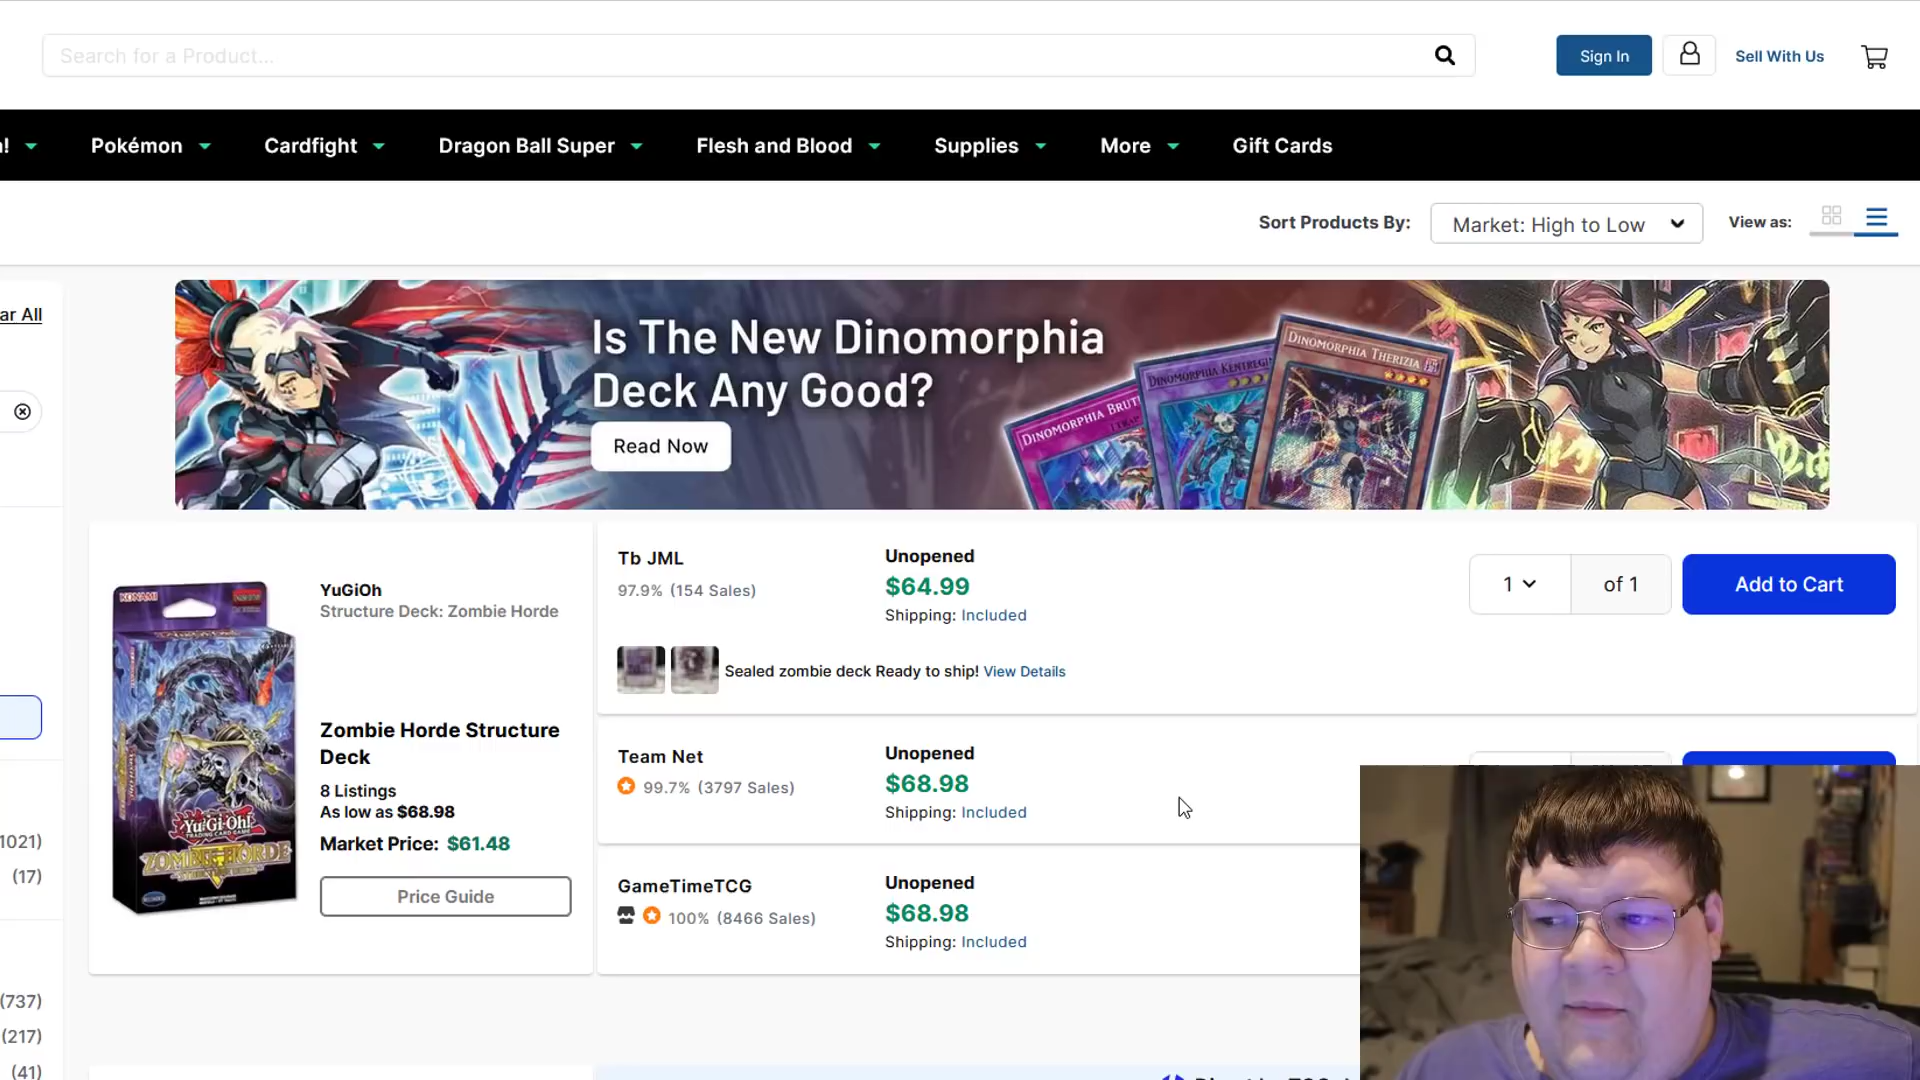 Search for a Product...
Sign In
Sell With Us
!
Pokémon
Cardfight
Dragon Ball Super
Flesh and Blood
Supplies
More
Gift Cards
Sort Products By:
Market: High to Low
View as:
ar All
Is The New Dinomorphia
Deck Any Good?
Read Now
DINOMORPHIA
DINOMORPHIA
DINOMORPHIA THERIZIA
KONAMI
Yu-Gi-Oh!
TRADING CARD GAME
ZOMBIE HORDE
STRUCTURE DECK
YuGiOh
Structure Deck: Zombie Horde
Zombie Horde Structure
Deck
8 Listings
As low as $68.98
Market Price: $61.48
Price Guide
Tb JML
97.9% (154 Sales)
Unopened
$64.99
Shipping: Included
1
of 1
Add to Cart
Sealed zombie deck Ready to ship! View Details
Team Net
99.7% (3797 Sales)
Unopened
$68.98
Shipping: Included
GameTimeTCG
100% (8466 Sales)
Unopened
$68.98
Shipping: Included
1021)
(17)
(737)
(217)
(41)